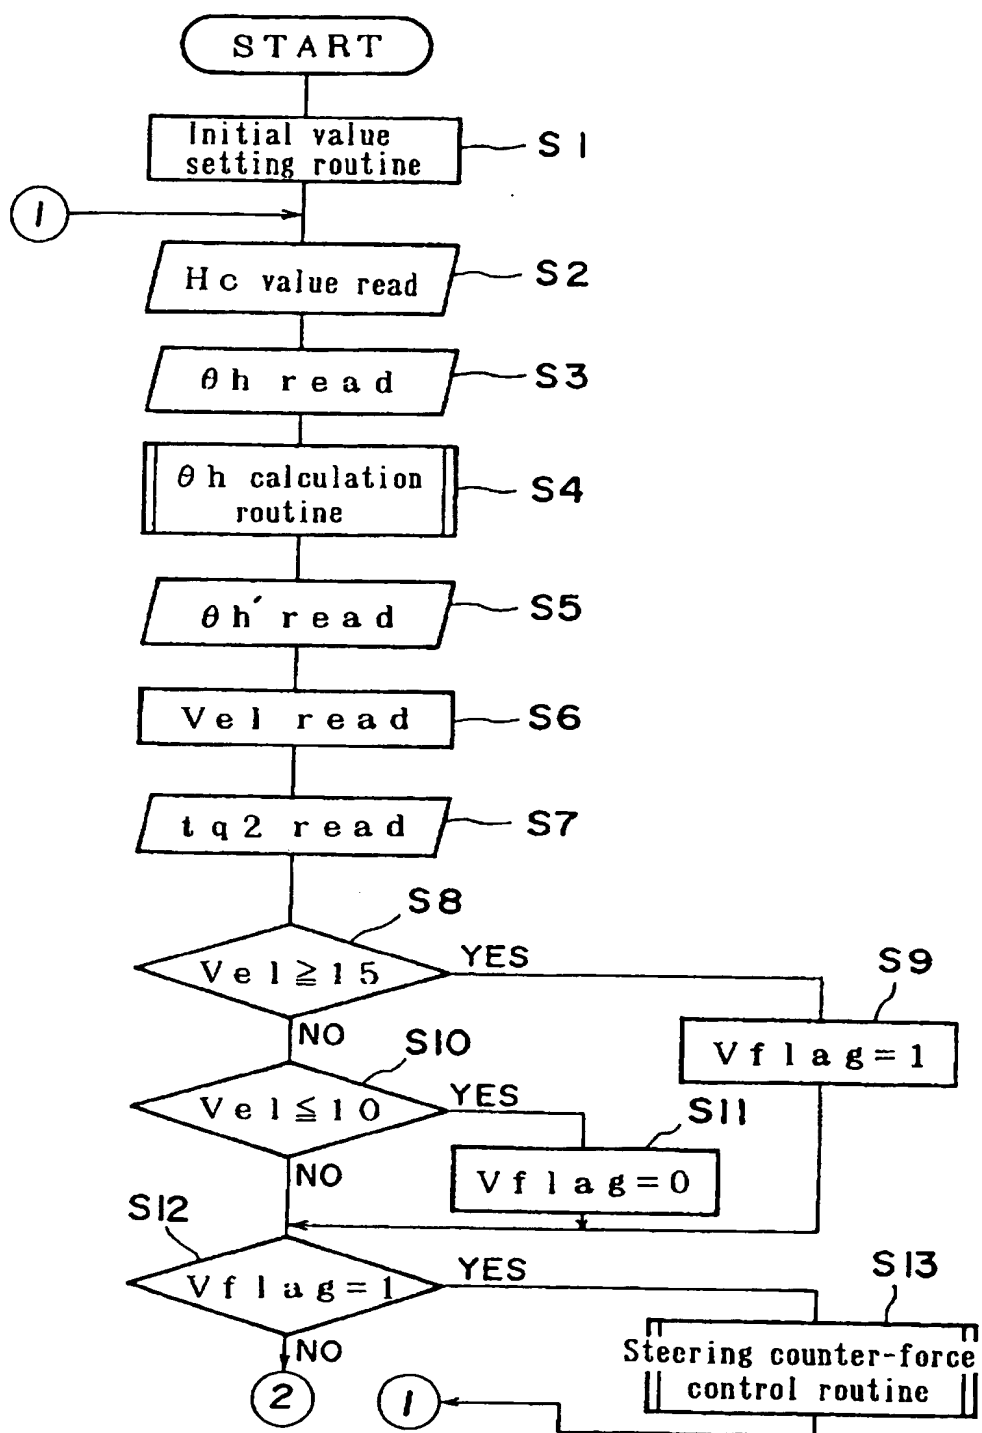 START
Initial value
setting routine
S1
1
Hc value read
S2
θh read
S3
θh calculation
routine
S4
θh′ read
S5
Vel read
S6
tq2 read
S7
S8
Vel≧15
YES
S9
NO
Vflag=1
S10
Vel≦10
YES
S11
NO
Vflag=0
S12
Vflag=1
YES
S13
NO
Steering counter-force
control routine
2
1